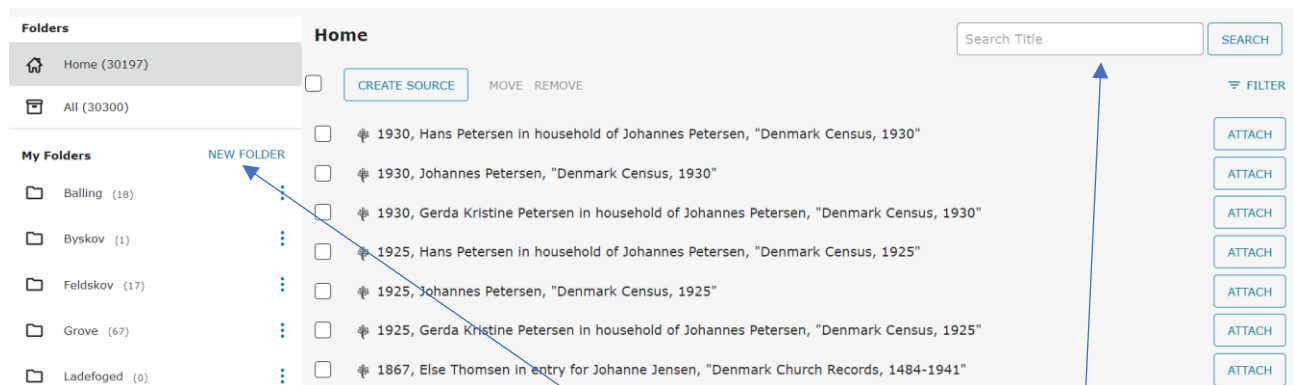 Folders
Home (30197)
All (30300)
My Folders NEW FOLDER
Balling (18)
Byskov (1)
Feldskov (17)
Grove (67)
Ladefoged (0)
Home
Search Title SEARCH
CREATE SOURCE MOVE REMOVE FILTER
1930, Hans Petersen in household of Johannes Petersen, "Denmark Census, 1930" ATTACH
1930, Johannes Petersen, "Denmark Census, 1930" ATTACH
1930, Gerda Kristine Petersen in household of Johannes Petersen, "Denmark Census, 1930" ATTACH
1925, Hans Petersen in household of Johannes Petersen, "Denmark Census, 1925" ATTACH
1925, Johannes Petersen, "Denmark Census, 1925" ATTACH
1925, Gerda Kristine Petersen in household of Johannes Petersen, "Denmark Census, 1925" ATTACH
1867, Else Thomsen in entry for Johanne Jensen, "Denmark Church Records, 1484-1941" ATTACH